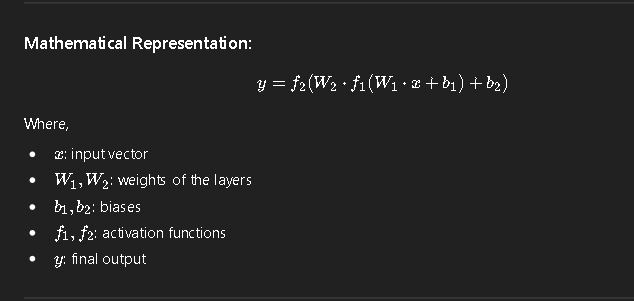 Mathematical Representation:
y = f₂(W₂ · f₁(W₁ · x + b₁) + b₂)
Where,
• x: input vector
• W₁, W₂: weights of the layers
• b₁, b₂: biases
• f₁, f₂: activation functions
• y: final output